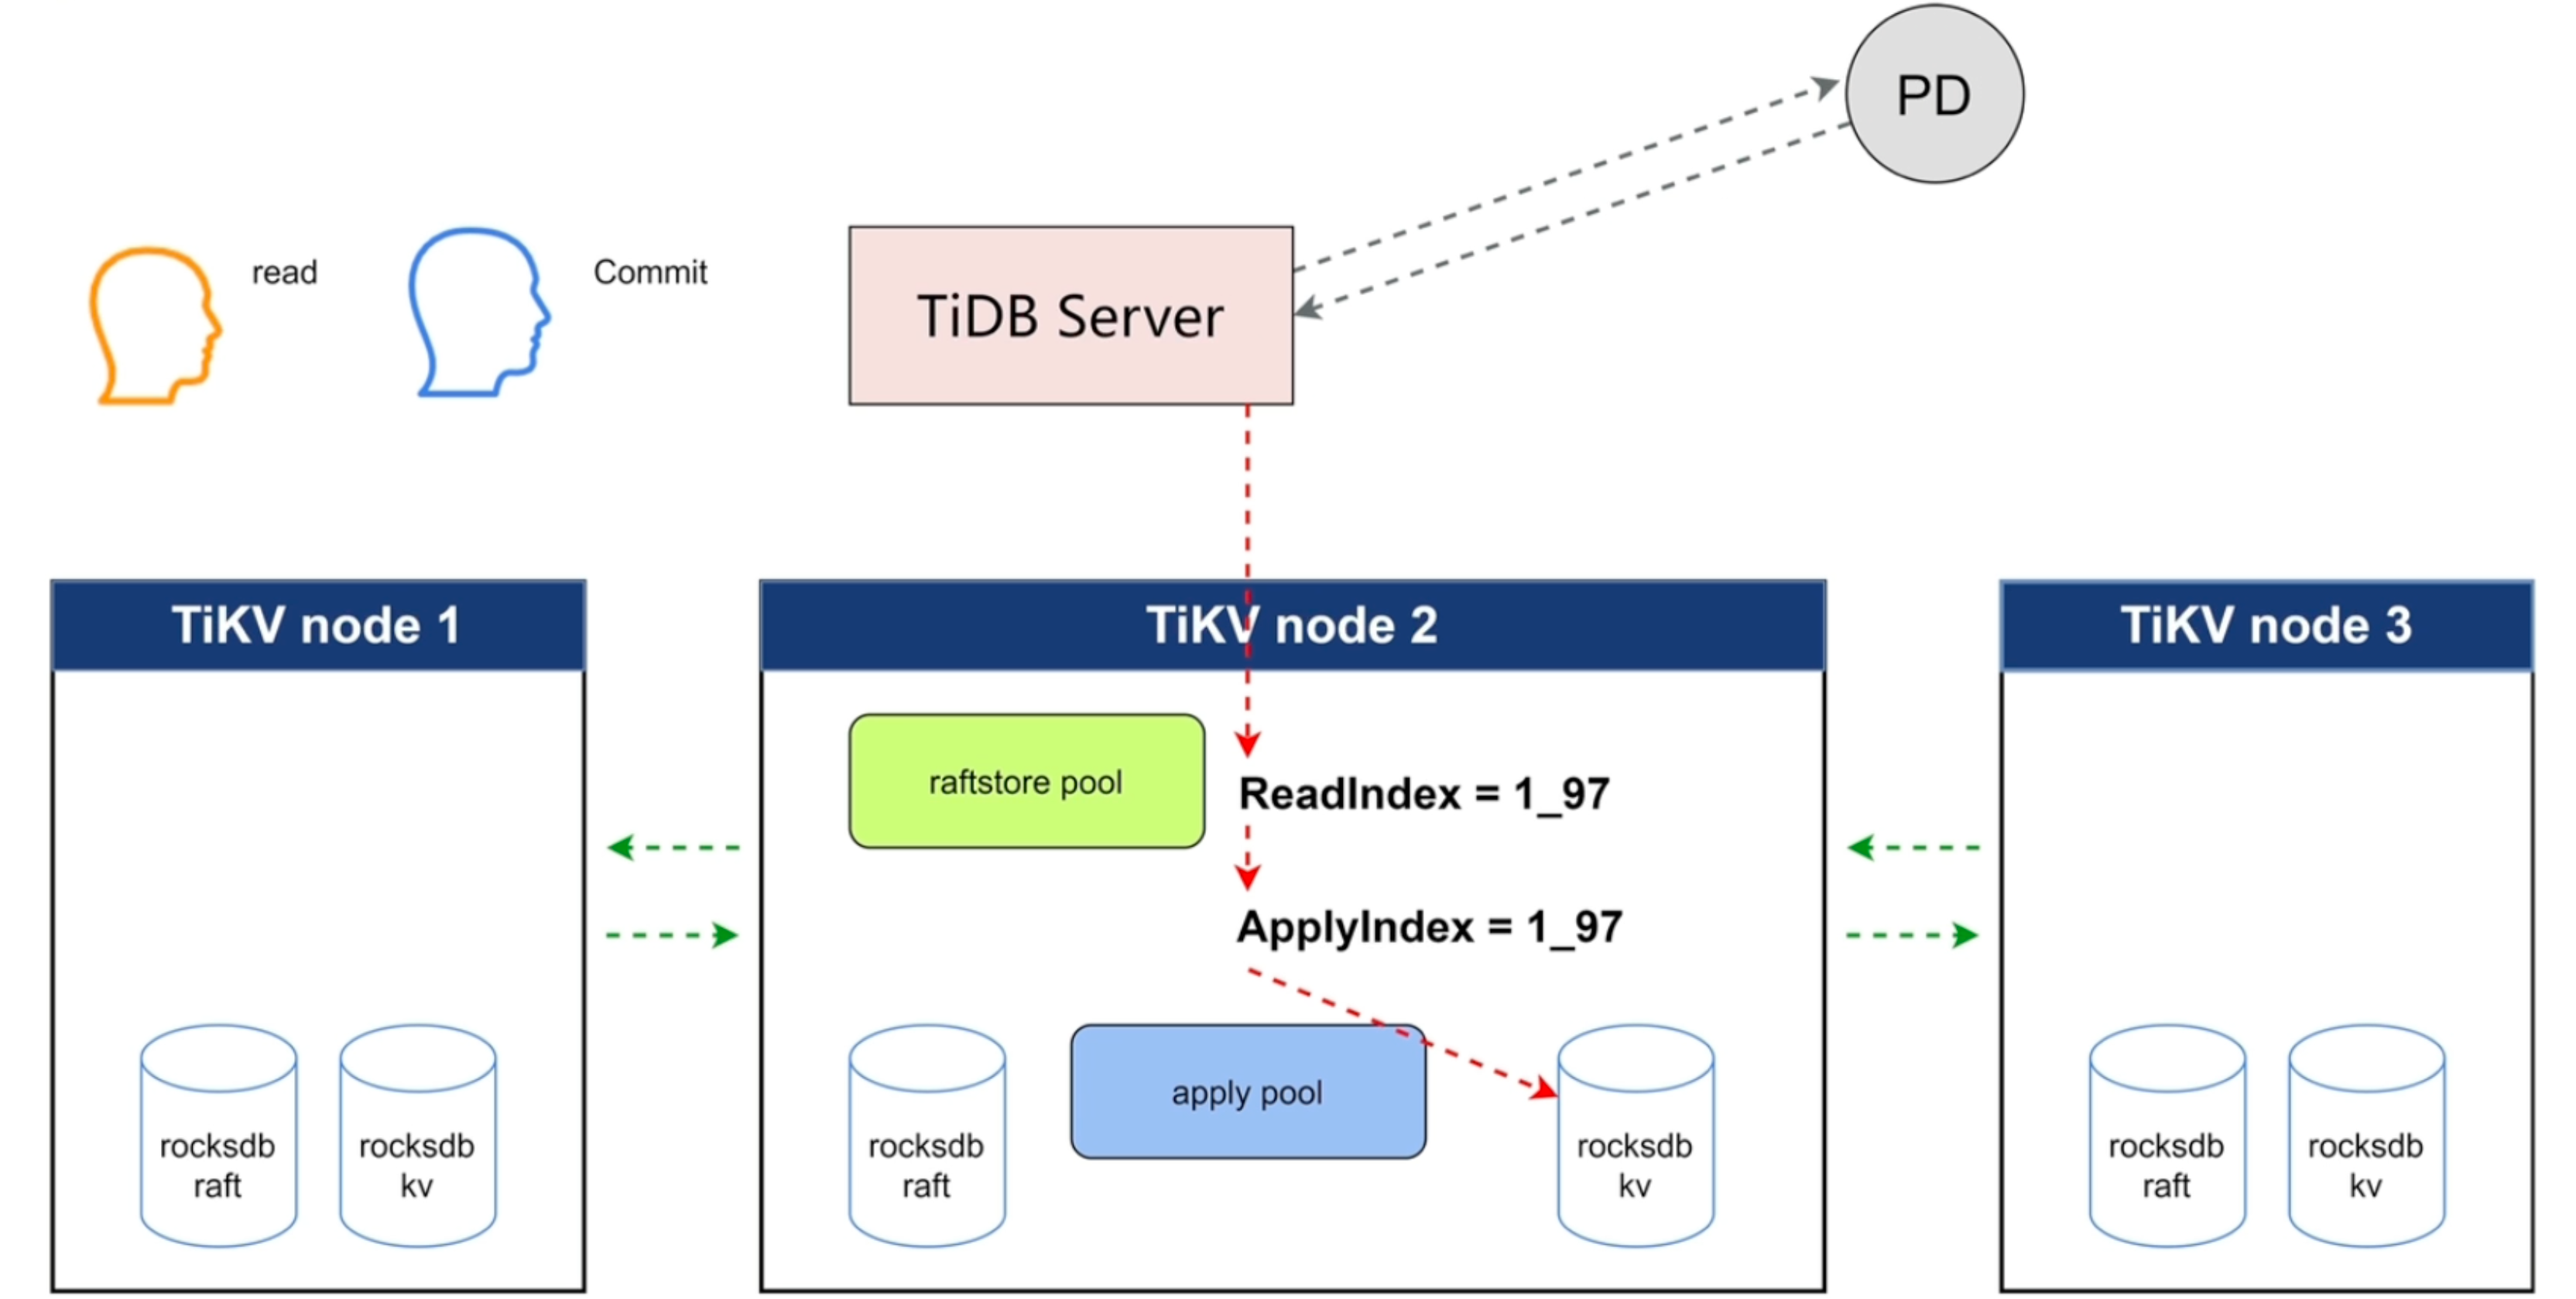 PD
read
Commit
TiDB Server
TiKV node 1
TiKV node 2
TiKV node 3
raftstore pool
ReadIndex = 1_97
ApplyIndex = 1_97
rocksdb
raft
rocksdb
kv
rocksdb
raft
apply pool
rocksdb
kv
rocksdb
raft
rocksdb
kv